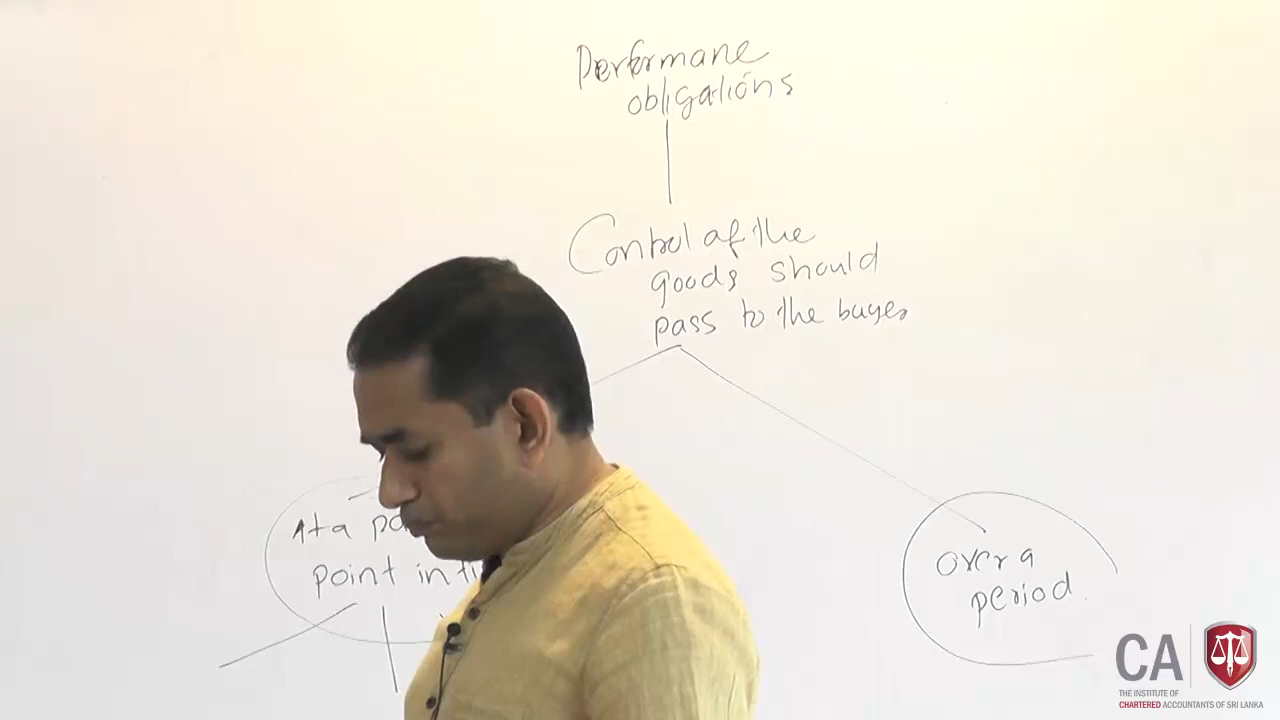 Performane
obligations
Control of the
goods should
pass to the buyer
At a
point in
over a
period
CA
THE INSTITUTE OF
CHARTERED ACCOUNTANTS OF SRI LANKA